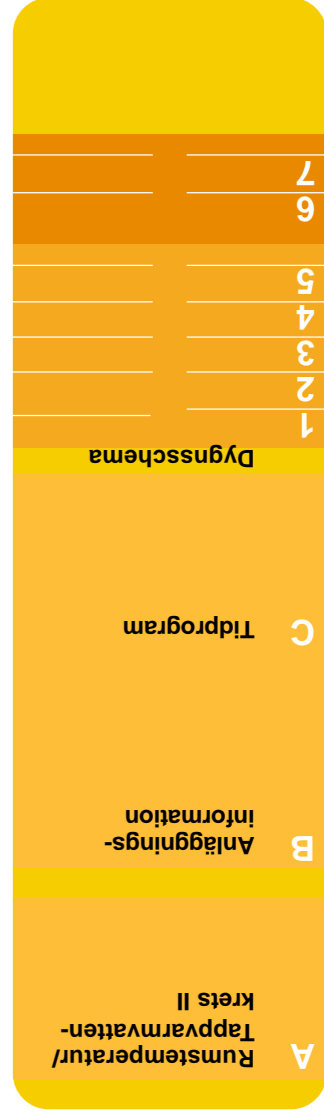 A Rumstemperatur/
Tappvarmvatten-
krets II
B Anläggnings-
information
C Tidprogram
Dygnsschema
1
2
3
4
5
6
7